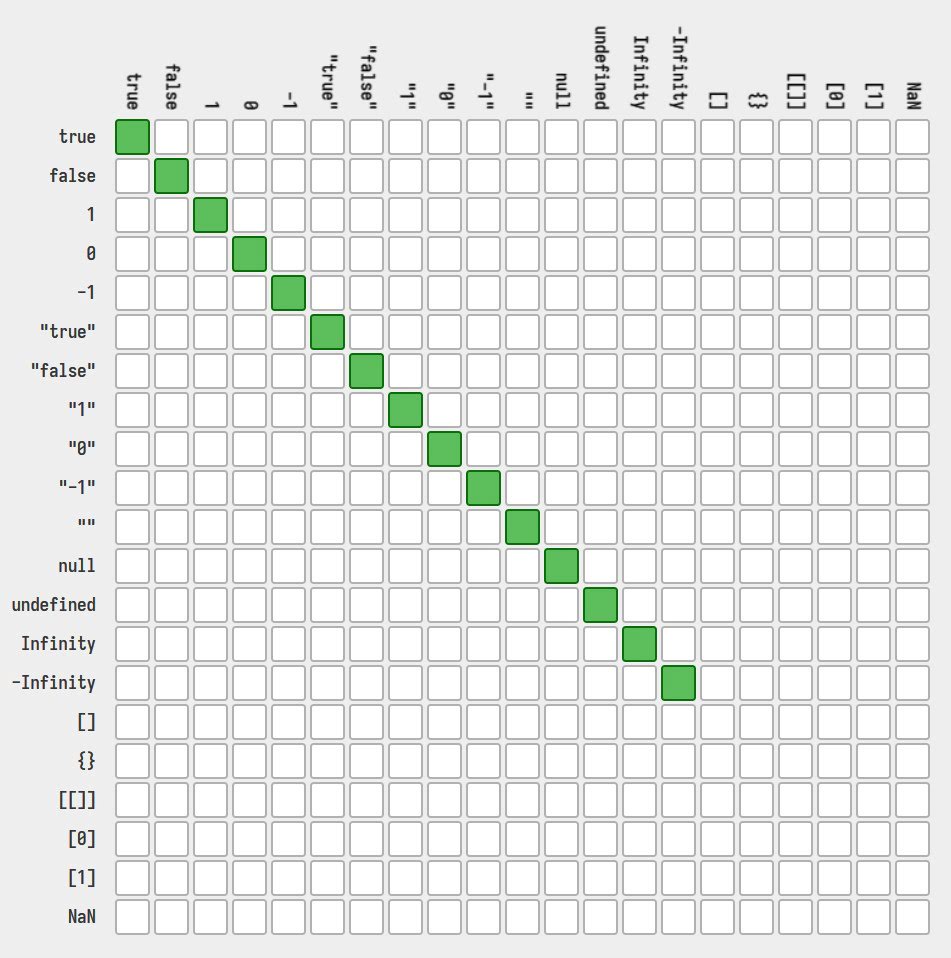 true
false
1
0
-1
"true"
"false"
"1"
"0"
"-1"
""
null
undefined
Infinity
-Infinity
[]
{}
[[]]
[0]
[1]
NaN
true
false
1
0
-1
"true"
"false"
"1"
"0"
"-1"
""
null
undefined
Infinity
-Infinity
[]
{}
[[]]
[0]
[1]
NaN